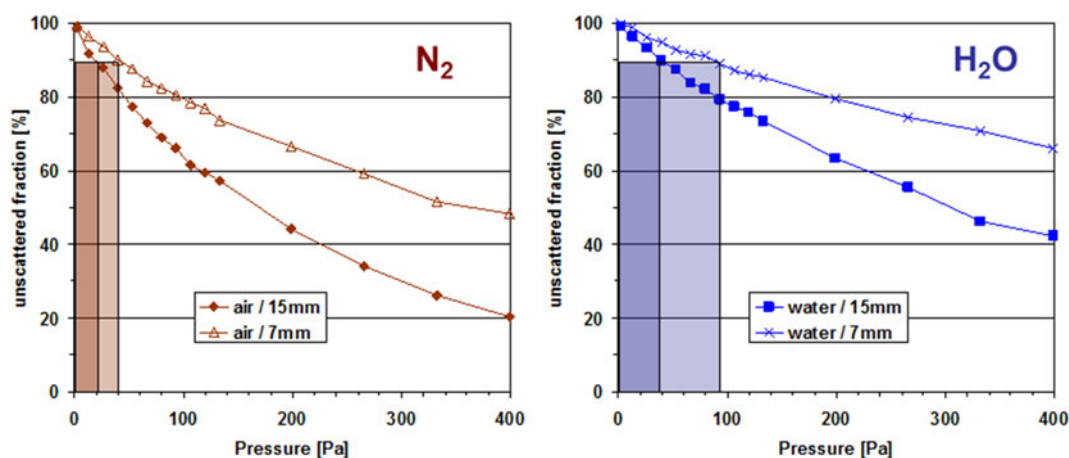 100
80
60
40
20
0
unscattered fraction [%]
N₂
air / 15mm
air / 7mm
0 100 200 300 400
Pressure [Pa]
100
80
60
40
20
0
unscattered fraction [%]
H₂O
water / 15mm
water / 7mm
0 100 200 300 400
Pressure [Pa]